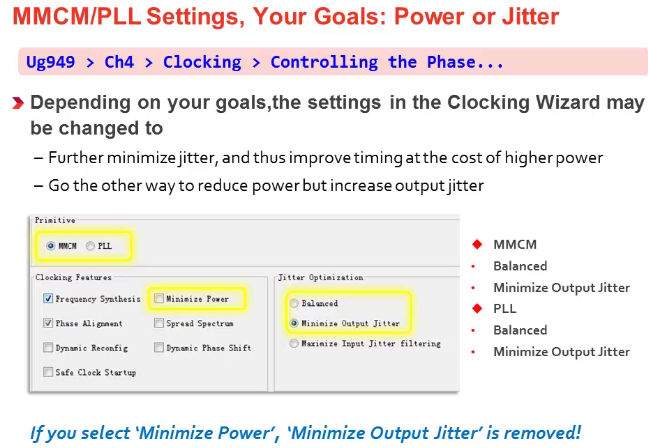 MMCM/PLL Settings, Your Goals: Power or Jitter
Ug949 > Ch4 > Clocking > Controlling the Phase...
Depending on your goals,the settings in the Clocking Wizard may
be changed to
– Further minimize jitter, and thus improve timing at the cost of higher power
– Go the other way to reduce power but increase output jitter
Primitive
MMCM PLL
Clocking Features
Frequency Synthesis Minimize Power
Phase Alignment Spread Spectrum
Dynamic Reconfig Dynamic Phase Shift
Safe Clock Startup
Jitter Optimization
Balanced
Minimize Output Jitter
Maximize Input Jitter filtering
◆ MMCM
• Balanced
• Minimize Output Jitter
◆ PLL
• Balanced
• Minimize Output Jitter
If you select ‘Minimize Power’, ‘Minimize Output Jitter’ is removed!